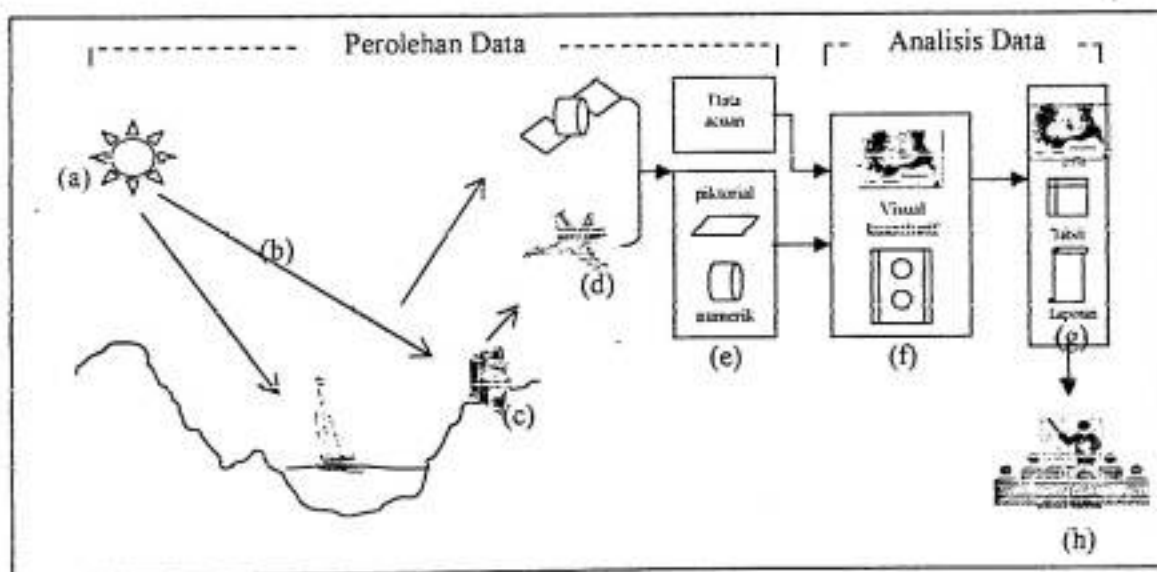 Perolehan Data
Analisis Data
(a)
(b)
(c)
(d)
Data
acuan
piktorial
numerik
(e)
Visual
(f)
Tabel
Laporan
(g)
(h)